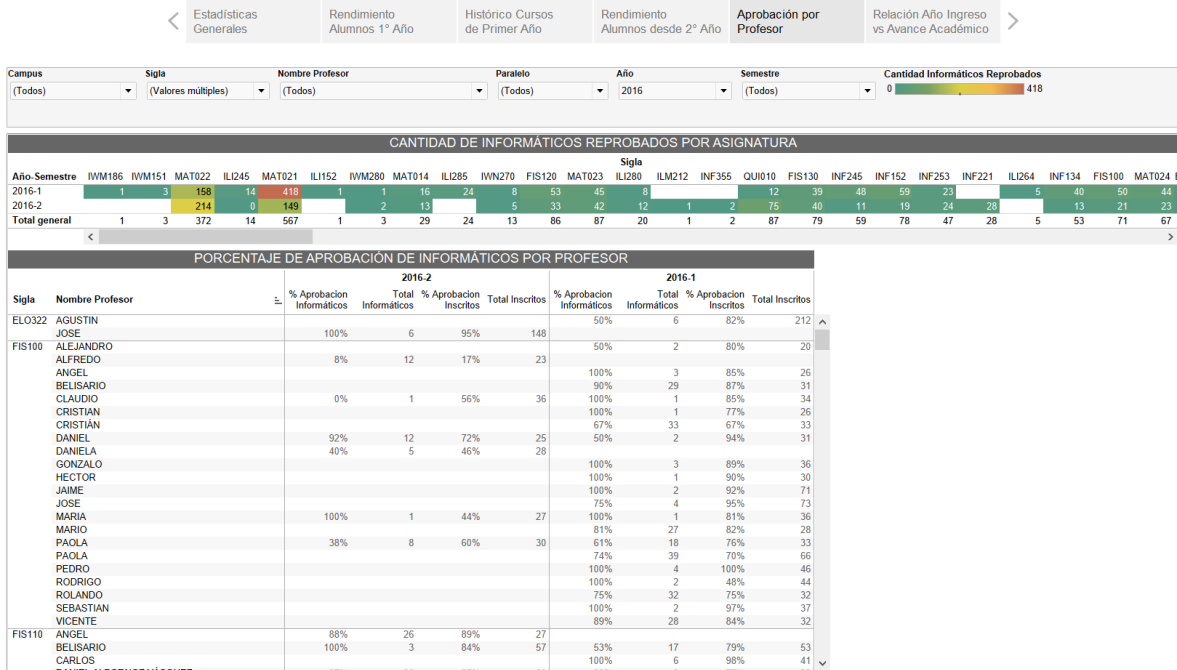 Estadísticas Generales
Rendimiento Alumnos 1° Año
Histórico Cursos de Primer Año
Rendimiento Alumnos desde 2° Año
Aprobación por Profesor
Relación Año Ingreso vs Avance Académico
Campus Sigla Nombre Profesor Paralelo Año Semestre Cantidad Informáticos Reprobados
(Todos) (Valores múltiples) (Todos) (Todos) 2016 (Todos) 0 418
CANTIDAD DE INFORMÁTICOS REPROBADOS POR ASIGNATURA
Sigla
Año-Semestre IWM186 IWM151 MAT022 ILI245 MAT021 ILI152 IWM280 MAT014 ILI285 IWN270 FIS120 MAT023 ILI280 ILM212 INF355 QUI010 FIS130 INF245 INF152 INF253 INF221 ILI264 INF134 FIS100 MAT024
2016-1 1 3 158 14 418 1 1 16 24 8 53 45 8 12 39 48 59 23 5 40 50 44
2016-2 214 0 149 2 13 5 33 42 12 1 2 75 40 11 19 24 28 13 21 23
Total general 1 3 372 14 567 1 3 29 24 13 86 87 20 1 2 87 79 59 78 47 28 5 53 71 67
PORCENTAJE DE APROBACIÓN DE INFORMÁTICOS POR PROFESOR
2016-2 2016-1
Sigla Nombre Profesor % Aprobacion Informáticos Total Informáticos % Aprobacion Inscritos Total Inscritos % Aprobacion Informáticos Total Informáticos % Aprobacion Inscritos Total Inscritos
ELO322 AGUSTIN 50% 6 82% 212
JOSE 100% 6 95% 148
FIS100 ALEJANDRO 50% 2 80% 20
ALFREDO 8% 12 17% 23
ANGEL 100% 3 85% 26
BELISARIO 90% 29 87% 31
CLAUDIO 0% 1 56% 36 100% 1 85% 34
CRISTIAN 100% 1 77% 26
CRISTIÁN 67% 33 67% 33
DANIEL 92% 12 72% 25 50% 2 94% 31
DANIELA 40% 5 46% 28
GONZALO 100% 3 89% 36
HECTOR 100% 1 90% 30
JAIME 100% 2 92% 71
JOSE 75% 4 95% 73
MARIA 100% 1 44% 27 100% 1 81% 36
MARIO 81% 27 82% 28
PAOLA 38% 8 60% 30 61% 18 76% 33
PAOLA 74% 39 70% 66
PEDRO 100% 4 100% 46
RODRIGO 100% 2 48% 44
ROLANDO 75% 32 75% 32
SEBASTIAN 100% 2 97% 37
VICENTE 89% 28 84% 32
FIS110 ANGEL 88% 26 89% 27
BELISARIO 100% 3 84% 57 53% 17 79% 53
CARLOS 100% 6 98% 41